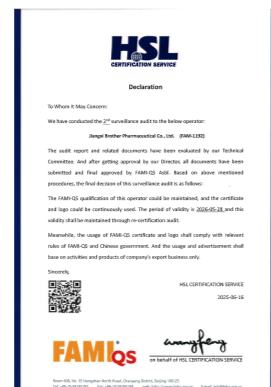 HSL
CERTIFICATION SERVICE
Declaration
To Whom It May Concern:
We have conducted the 2nd surveillance audit to the below operator:
Jiangxi Brother Pharmaceutical Co., Ltd. (FAM-1192)
The audit report and related documents have been evaluated by our Technical
Committee. And after getting approval by our Director, all documents have been
submitted and final approved by FAMI-QS Asbl. Based on above mentioned
procedures, the final decision of this surveillance audit is as follows:
The FAMI-QS qualification of this operator could be maintained, and the certificate
and logo could be continuously used. The period of validity is 2026-05-28 and this
validity shall be maintained through re-certification audit.
Meanwhile, the usage of FAMI-QS certificate and logo shall comply with relevant
rules of FAMI-QS and Chinese government. And the usage and advertisement shall
base on activities and products of company's export business only.
Sincerely,
HSL CERTIFICATION SERVICE
2025-06-16
FAMI QS
on behalf of HSL CERTIFICATION SERVICE